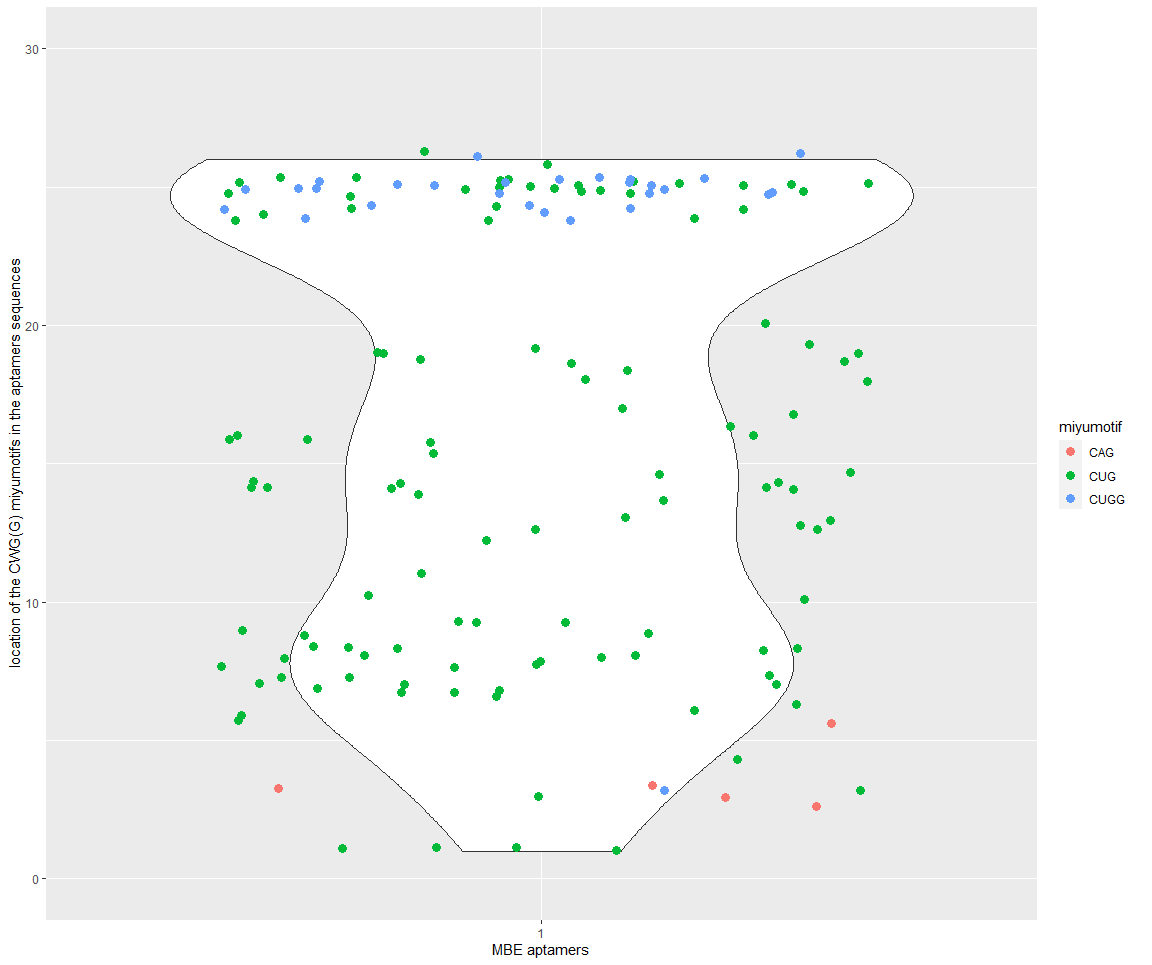 location of the CWG(G) miyumotifs in the aptamers sequences
30
20
10
0
1
MBE aptamers
miyumotif
CAG
CUG
CUGG